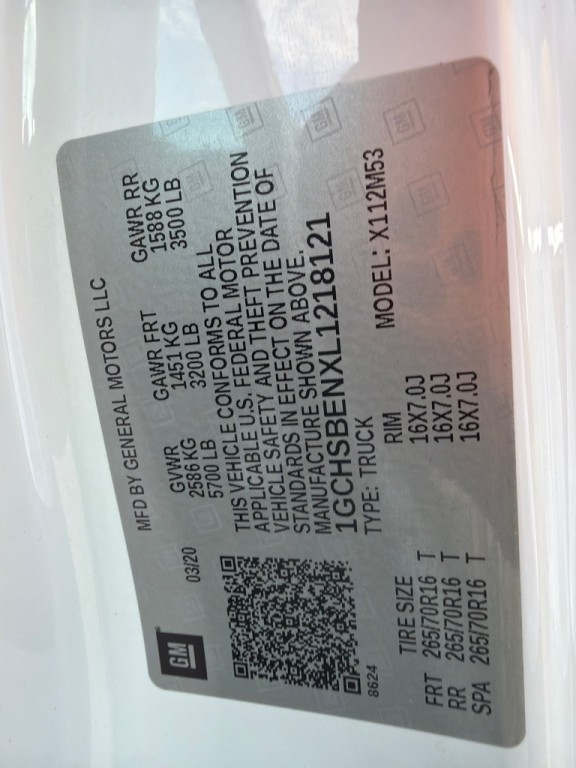 GM
MFD BY GENERAL MOTORS LLC
03/20
GVWR GAWR FRT GAWR RR
2586 KG 1451 KG 1588 KG
5700 LB 3200 LB 3500 LB
THIS VEHICLE CONFORMS TO ALL
APPLICABLE U.S. FEDERAL MOTOR
VEHICLE SAFETY AND THEFT PREVENTION
STANDARDS IN EFFECT ON THE DATE OF
MANUFACTURE SHOWN ABOVE.
1GCHSBENXL1218121
8624
TYPE: TRUCK MODEL: X112M53
TIRE SIZE RIM
FRT 265/70R16 T 16X7.0J
RR 265/70R16 T 16X7.0J
SPA 265/70R16 T 16X7.0J